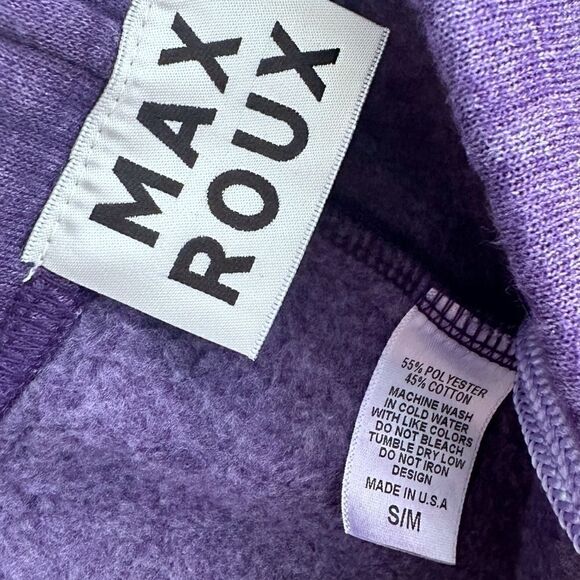 MAX
ROUX
55% POLYESTER
45% COTTON
MACHINE WASH
IN COLD WATER
WITH LIKE COLORS
DO NOT BLEACH
TUMBLE DRY LOW
DO NOT IRON
DESIGN
MADE IN U.S.A
S/M